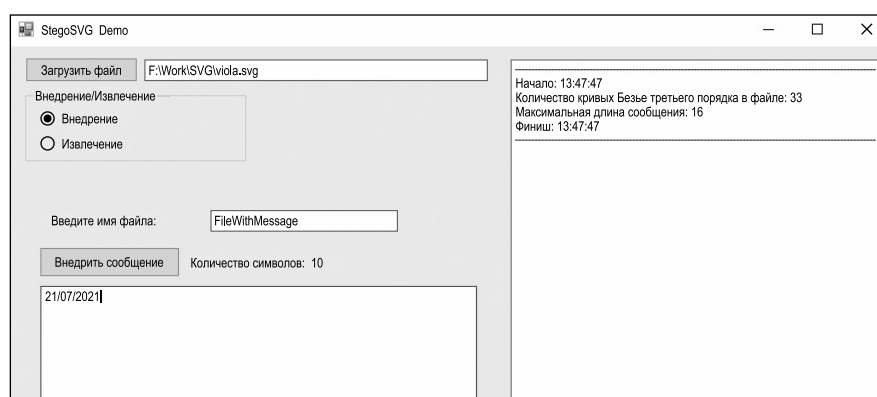 StegoSVG Demo
Загрузить файл
F:\Work\SVG\viola.svg
Внедрение/Извлечение
Внедрение
Извлечение
Введите имя файла:
FileWithMessage
Внедрить сообщение
Количество символов: 10
21/07/2021
Начало: 13:47:47
Количество кривых Безье третьего порядка в файле: 33
Максимальная длина сообщения: 16
Финиш: 13:47:47